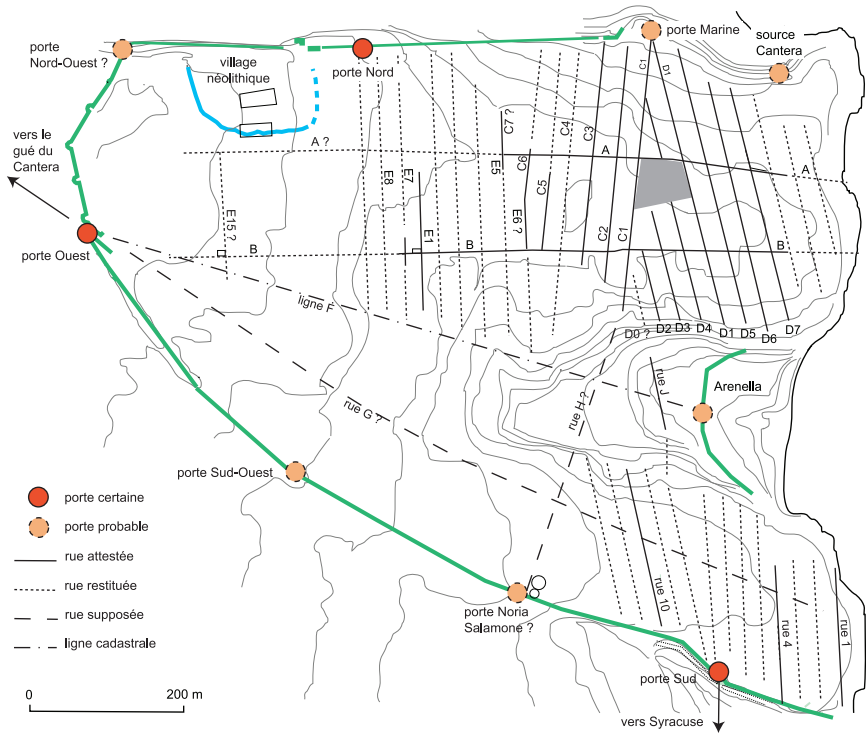 porte
Nord-Ouest ?
village
néolithique
porte Nord
porte Marine
source
Cantera
vers le
gué du
Cantera
A ?
A
A
C1
D1
C7 ?
C4
C3
C6
C5
E5
E8
E7
E15 ?
E1
E6 ?
C2
C1
B
B
B
porte Ouest
ligne F
D0 ?
D2
D3
D4
D1
D5
D6
D7
rue G ?
rue H ?
rue J
Arenella
porte Sud-Ouest
porte certaine
porte probable
rue attestée
rue restituée
rue supposée
ligne cadastrale
0
200 m
porte Noria
Salamone ?
rue 10
rue 4
rue 1
porte Sud
vers Syracuse